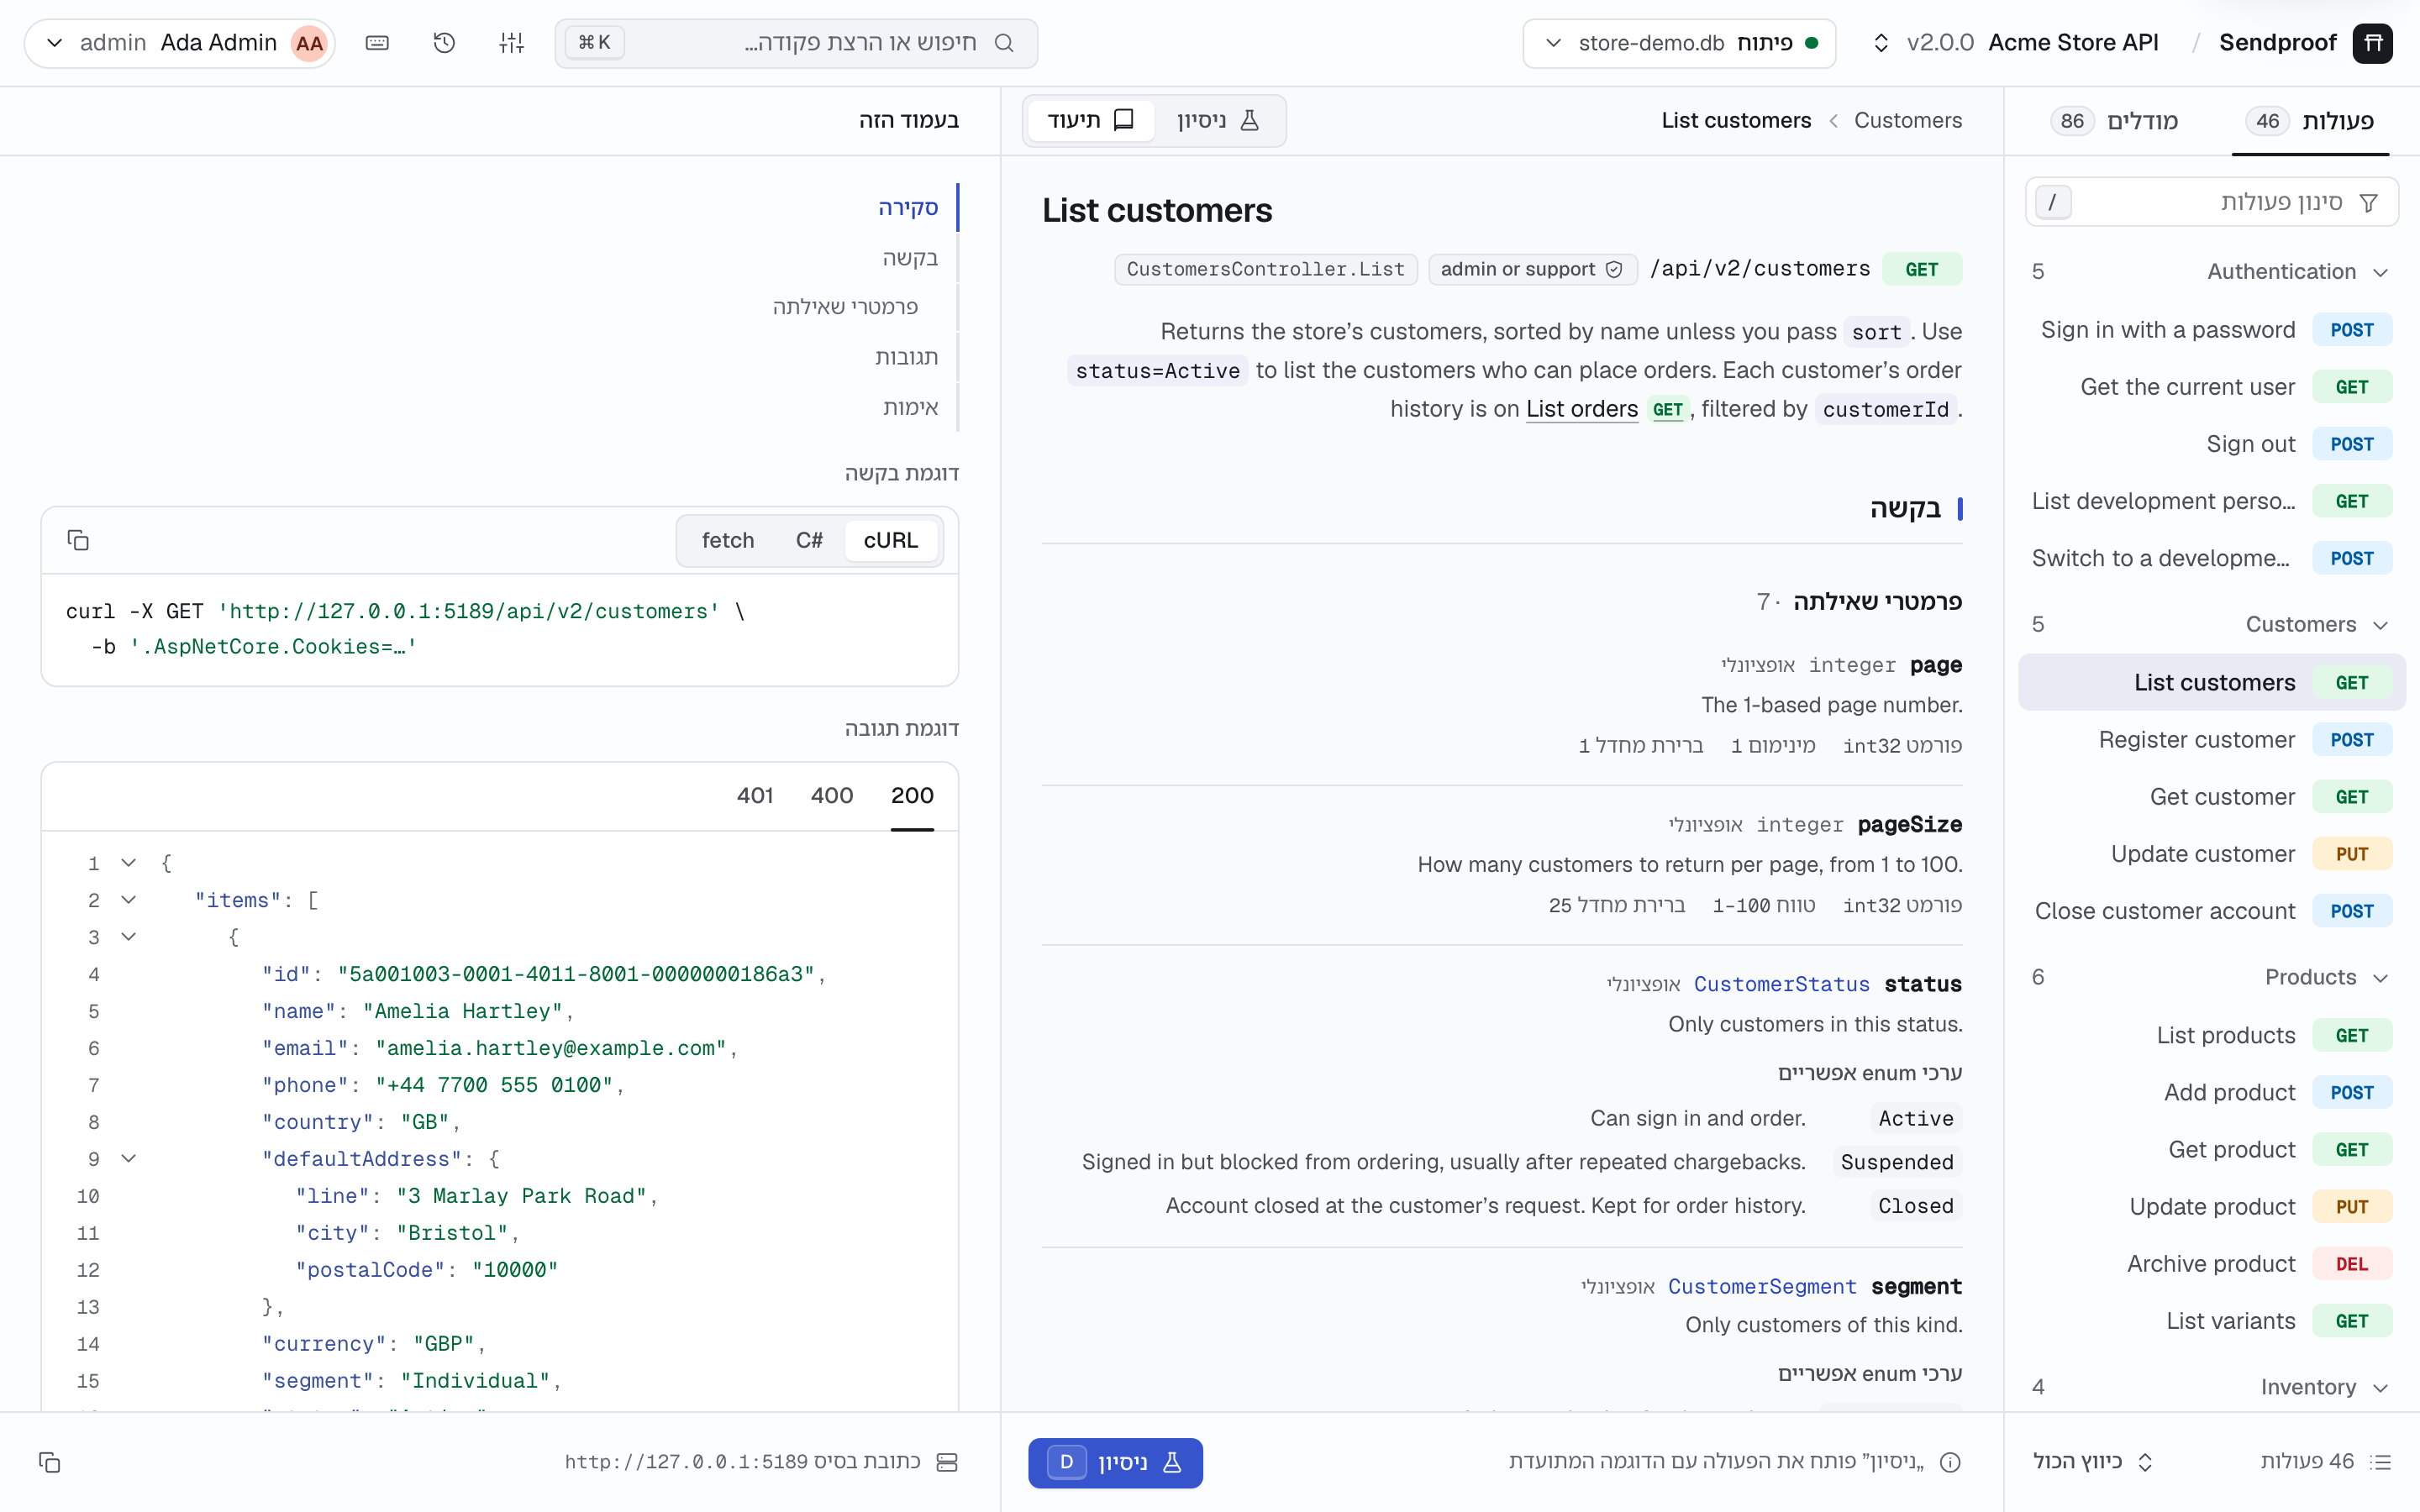 Sendproof / Acme Store API v2.0.0
פיתוח store-demo.db
חיפוש או הרצת פקודה... ⌘K
AA Ada Admin admin
פעולות 46
מודלים 86
סינון פעולות /
Authentication 5
POST Sign in with a password
GET Get the current user
POST Sign out
GET List development perso...
POST Switch to a developme...
Customers 5
GET List customers
POST Register customer
GET Get customer
PUT Update customer
POST Close customer account
Products 6
GET List products
POST Add product
GET Get product
PUT Update product
DEL Archive product
GET List variants
Inventory 4
46 פעולות
כיווץ הכול
Customers List customers
ניסיון
תיעוד
List customers
GET /api/v2/customers admin or support CustomersController.List
Returns the store’s customers, sorted by name unless you pass sort. Use
status=Active to list the customers who can place orders. Each customer’s order
history is on List orders GET, filtered by customerId.
בקשה
פרמטרי שאילתה · 7
page integer אופציונלי
The 1-based page number.
פורמט int32 מינימום 1 ברירת מחדל 1
pageSize integer אופציונלי
How many customers to return per page, from 1 to 100.
פורמט int32 טווח 1–100 ברירת מחדל 25
status CustomerStatus אופציונלי
Only customers in this status.
ערכי enum אפשריים
Active Can sign in and order.
Suspended Signed in but blocked from ordering, usually after repeated chargebacks.
Closed Account closed at the customer’s request. Kept for order history.
segment CustomerSegment אופציונלי
Only customers of this kind.
ערכי enum אפשריים
„ניסיון” פותח את הפעולה עם הדוגמה המתועדת
ניסיון D
בעמוד הזה
סקירה
בקשה
פרמטרי שאילתה
תגובות
אימות
דוגמת בקשה
cURL C# fetch
curl -X GET 'http://127.0.0.1:5189/api/v2/customers' \
-b '.AspNetCore.Cookies=…'
דוגמת תגובה
200 400 401
1 {
2 "items": [
3 {
4 "id": "5a001003-0001-4011-8001-0000000186a3",
5 "name": "Amelia Hartley",
6 "email": "amelia.hartley@example.com",
7 "phone": "+44 7700 555 0100",
8 "country": "GB",
9 "defaultAddress": {
10 "line": "3 Marlay Park Road",
11 "city": "Bristol",
12 "postalCode": "10000"
13 },
14 "currency": "GBP",
15 "segment": "Individual",
כתובת בסיס http://127.0.0.1:5189